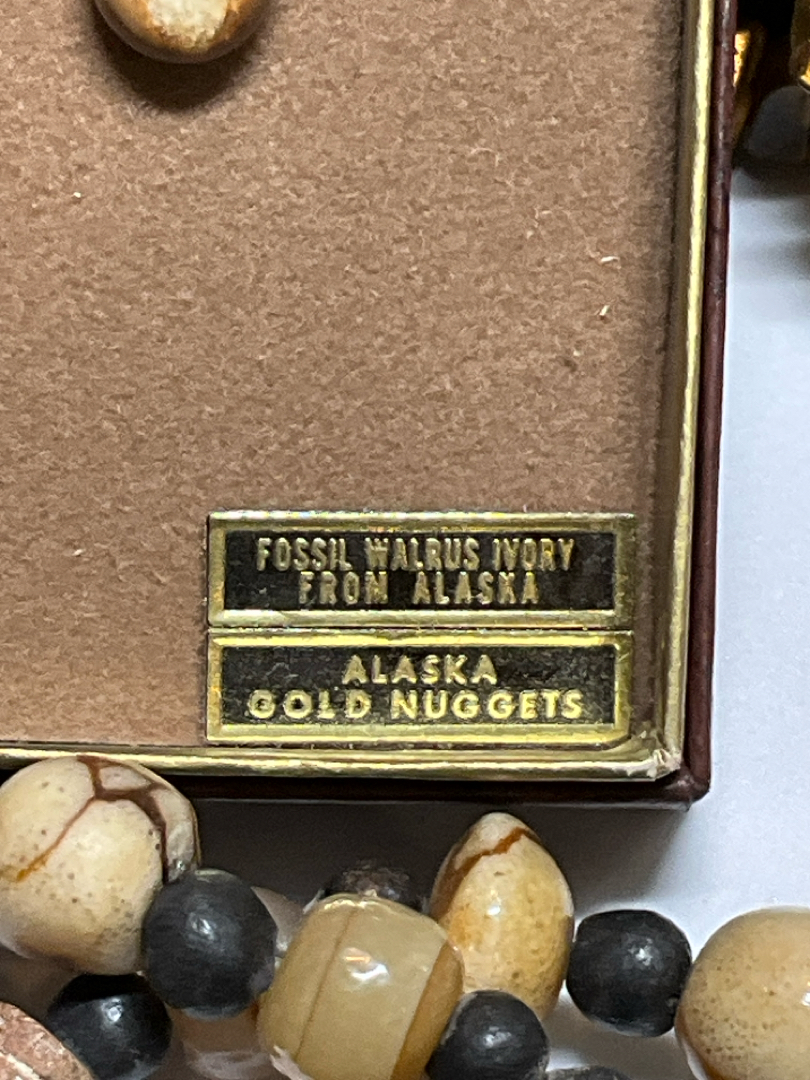 FOSSIL WALRUS IVORY
FROM ALASKA
ALASKA
GOLD NUGGETS